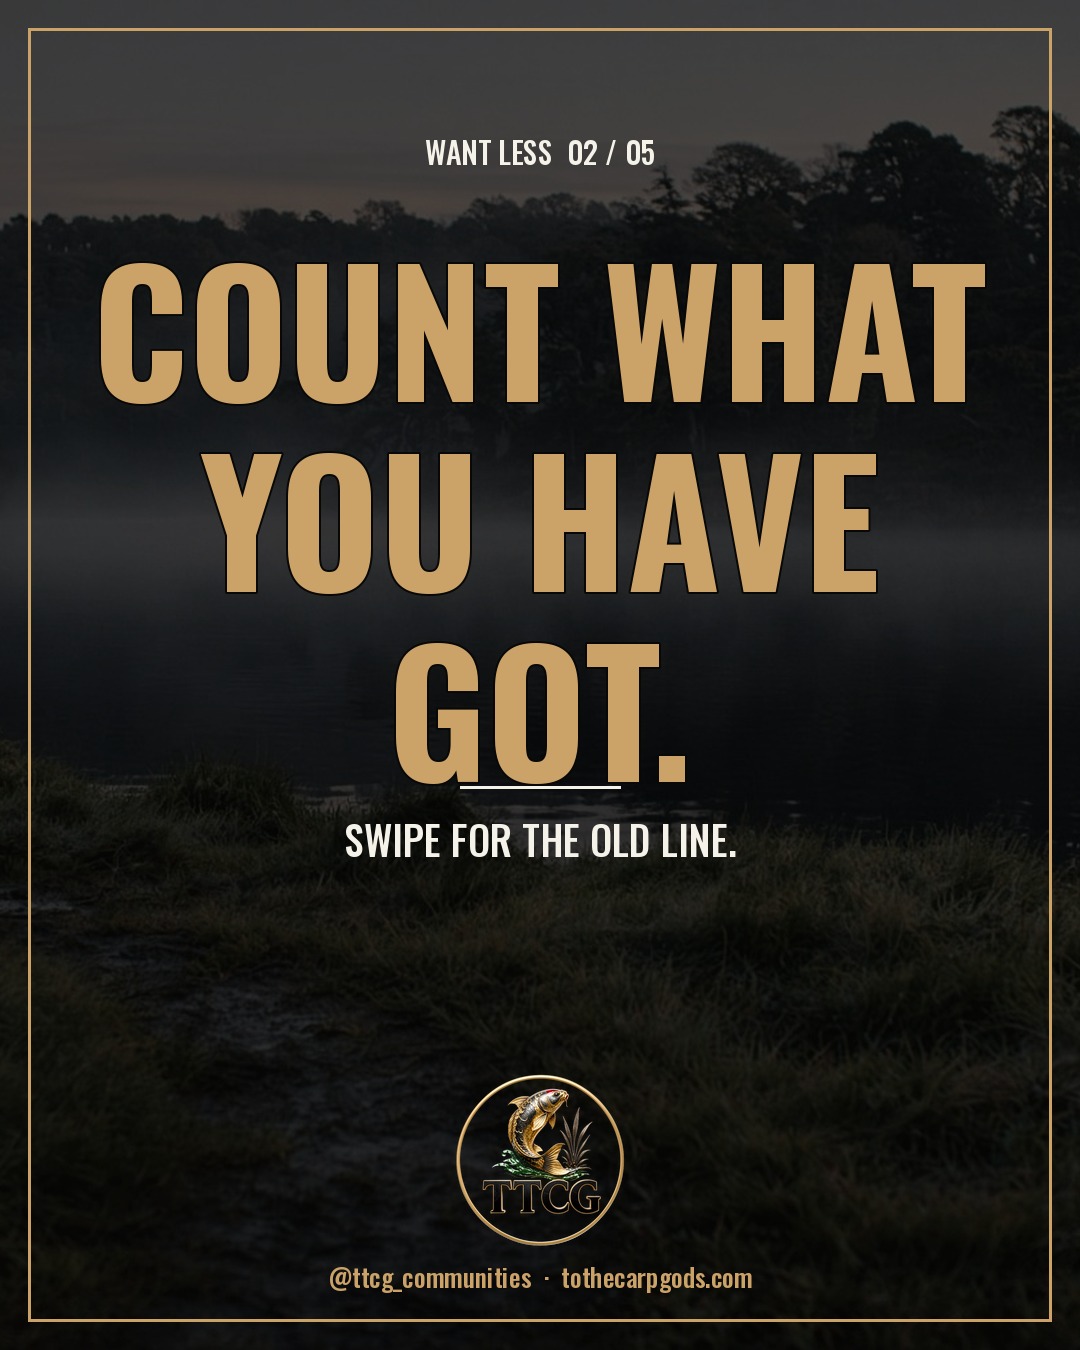 WANT LESS 02 / 05
COUNT WHAT
YOU HAVE
GOT.
SWIPE FOR THE OLD LINE.
TTCG
@ttcg_communities · tothecarpgods.com